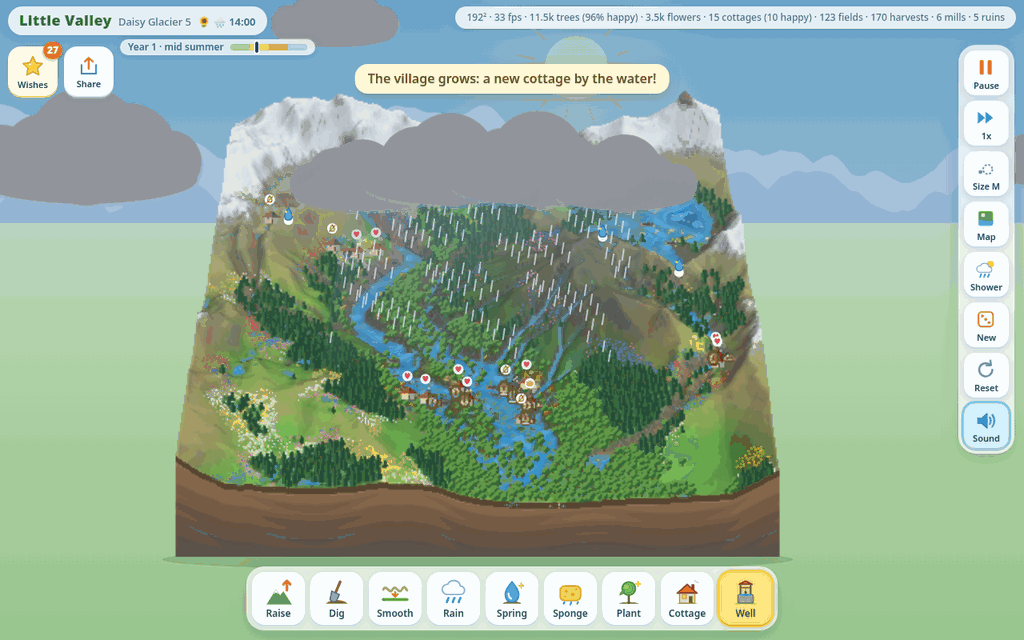 Little Valley Daisy Glacier 5 14:00
192² · 33 fps · 11.5k trees (96% happy) · 3.5k flowers · 15 cottages (10 happy) · 123 fields · 170 harvests · 6 mills · 5 ruins
Year 1 · mid summer
27
Wishes
Share
The village grows: a new cottage by the water!
Pause
1x
Size M
Map
Shower
New
Reset
Sound
Raise
Dig
Smooth
Rain
Spring
Sponge
Plant
Cottage
Well